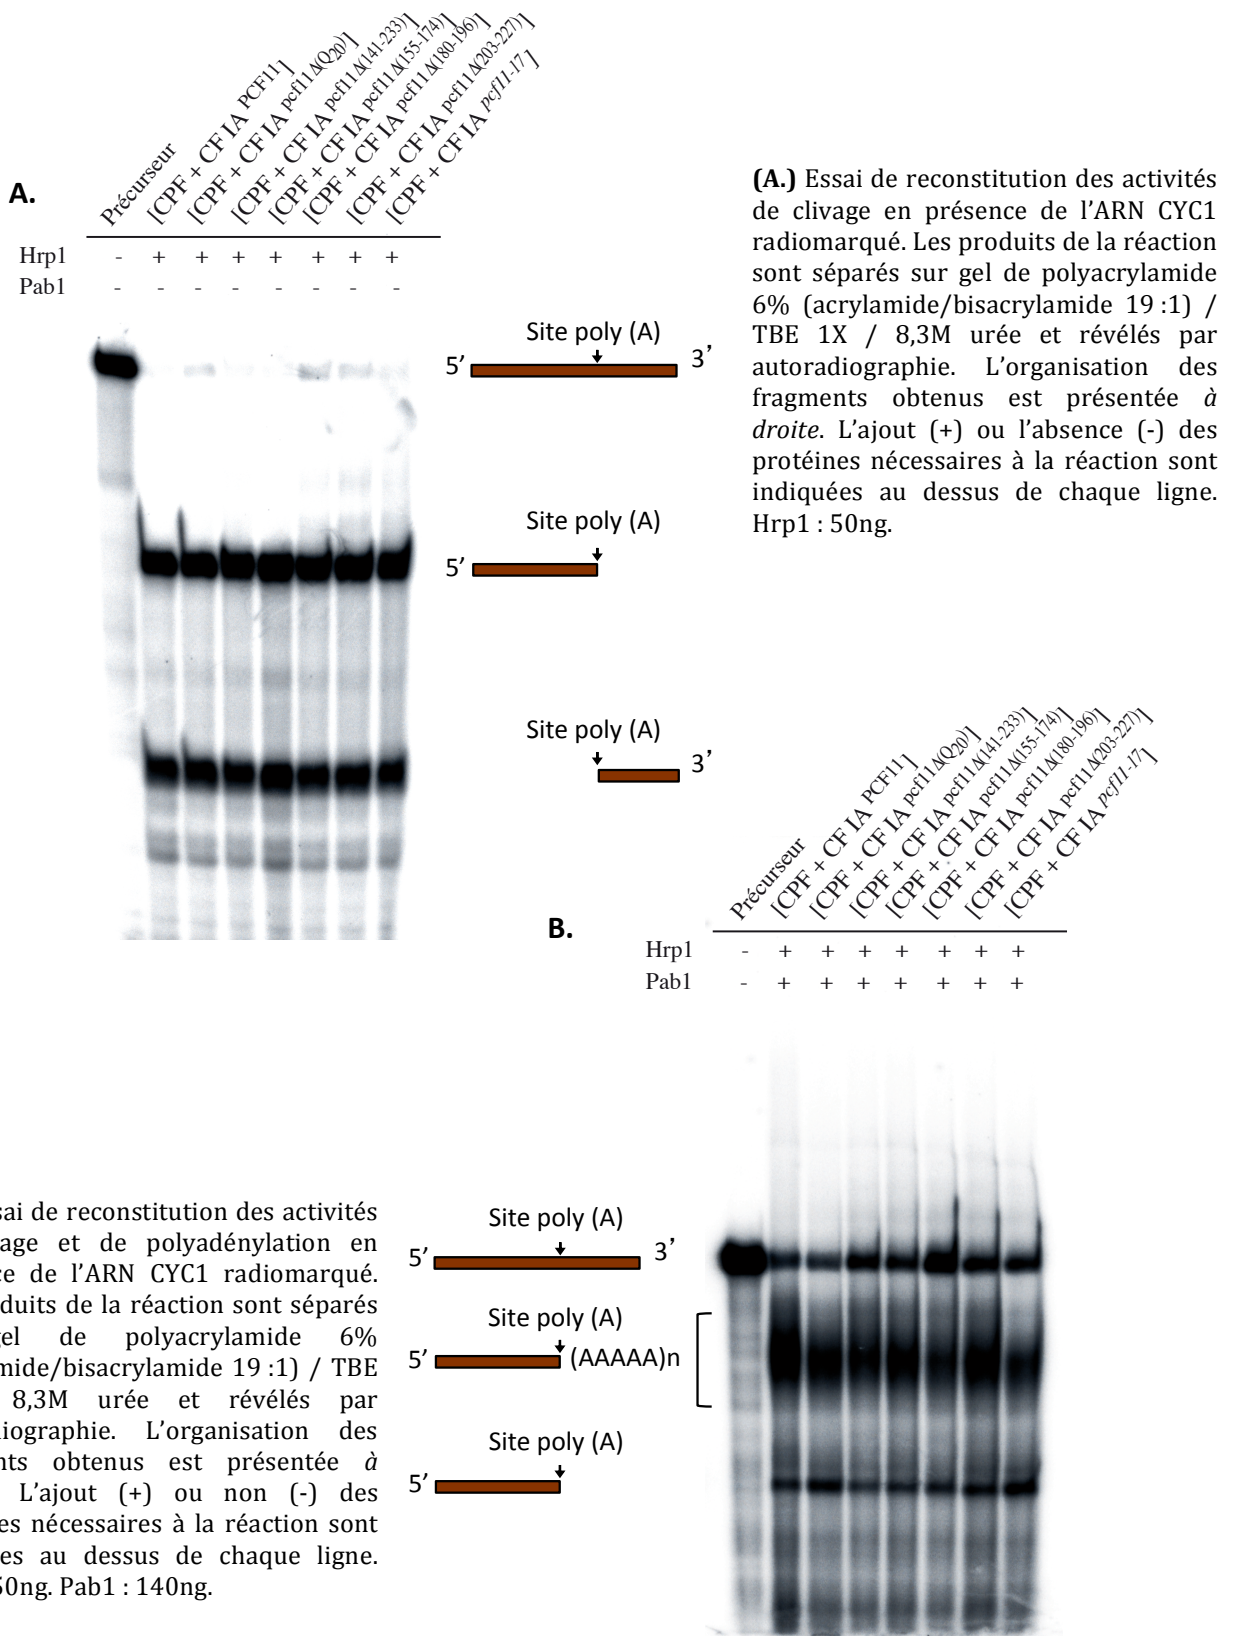 A.
Précurseur
[CPF + CF IA PCF11]
[CPF + CF IA pcf11Δ(Q20)]
[CPF + CF IA pcf11Δ(141-233)]
[CPF + CF IA pcf11Δ(155-174)]
[CPF + CF IA pcf11Δ(180-196)]
[CPF + CF IA pcf11Δ(203-227)]
[CPF + CF IA pcf11-17]
Hrp1 - + + + + + + +
Pab1 - - - - - - - -
Site poly (A)
5’ 3’
Site poly (A)
5’
Site poly (A)
3’
(A.) Essai de reconstitution des activités
de clivage en présence de l’ARN CYC1
radiomarqué. Les produits de la réaction
sont séparés sur gel de polyacrylamide
6% (acrylamide/bisacrylamide 19 :1) /
TBE 1X / 8,3M urée et révélés par
autoradiographie. L’organisation des
fragments obtenus est présentée à
droite. L’ajout (+) ou l’absence (-) des
protéines nécessaires à la réaction sont
indiquées au dessus de chaque ligne.
Hrp1 : 50ng.
B.
Précurseur
[CPF + CF IA PCF11]
[CPF + CF IA pcf11Δ(Q20)]
[CPF + CF IA pcf11Δ(141-233)]
[CPF + CF IA pcf11Δ(155-174)]
[CPF + CF IA pcf11Δ(180-196)]
[CPF + CF IA pcf11Δ(203-227)]
[CPF + CF IA pcf11-17]
Hrp1 - + + + + + + +
Pab1 - + + + + + + +
sai de reconstitution des activités
age et de polyadénylation en
ce de l’ARN CYC1 radiomarqué.
duits de la réaction sont séparés
gel de polyacrylamide 6%
mide/bisacrylamide 19 :1) / TBE
8,3M urée et révélés par
diographie. L’organisation des
nts obtenus est présentée à
L’ajout (+) ou non (-) des
es nécessaires à la réaction sont
es au dessus de chaque ligne.
50ng. Pab1 : 140ng.
Site poly (A)
5’ 3’
Site poly (A)
5’ (AAAAA)n
Site poly (A)
5’